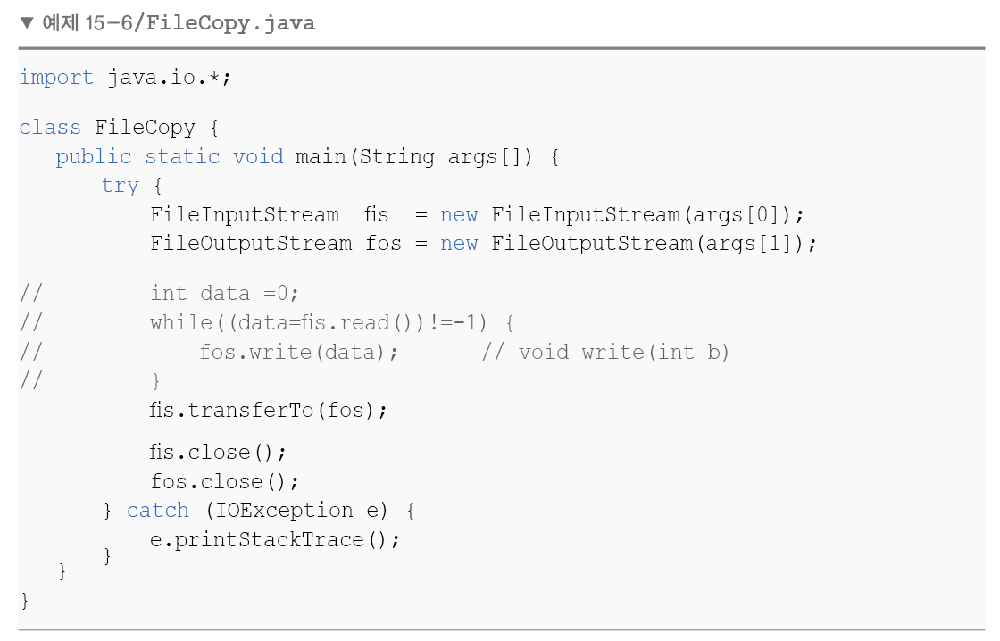 ▼ 예제 15-6/FileCopy.java
import java.io.*;
class FileCopy {
   public static void main(String args[]) {
      try {
         FileInputStream  fis  = new FileInputStream(args[0]);
         FileOutputStream fos = new FileOutputStream(args[1]);
//         int data =0;
//         while((data=fis.read())!=-1) {
//            fos.write(data);      // void write(int b)
//         }
         fis.transferTo(fos);
         fis.close();
         fos.close();
      } catch (IOException e) {
         e.printStackTrace();
      }
   }
}